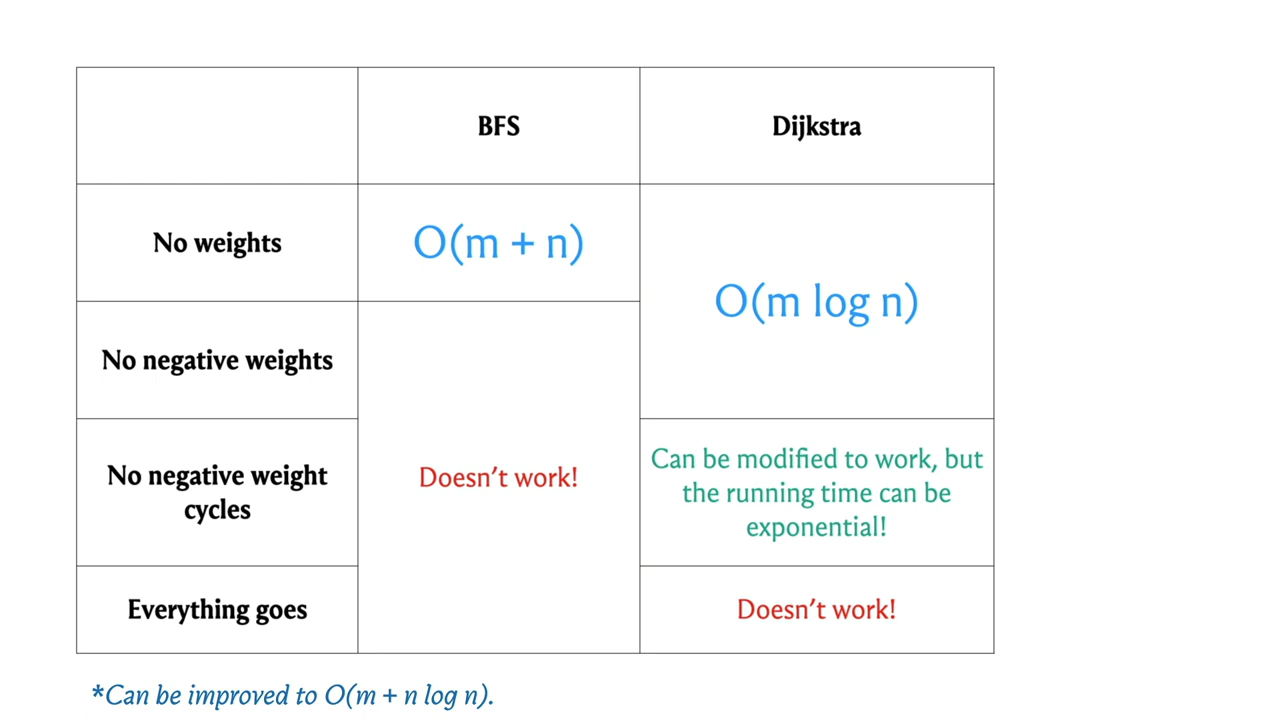 BFS
Dijkstra
No weights
O(m + n)
O(m log n)
No negative weights
No negative weight
cycles
Doesn’t work!
Can be modified to work, but
the running time can be
exponential!
Everything goes
Doesn’t work!
*Can be improved to O(m + n log n).